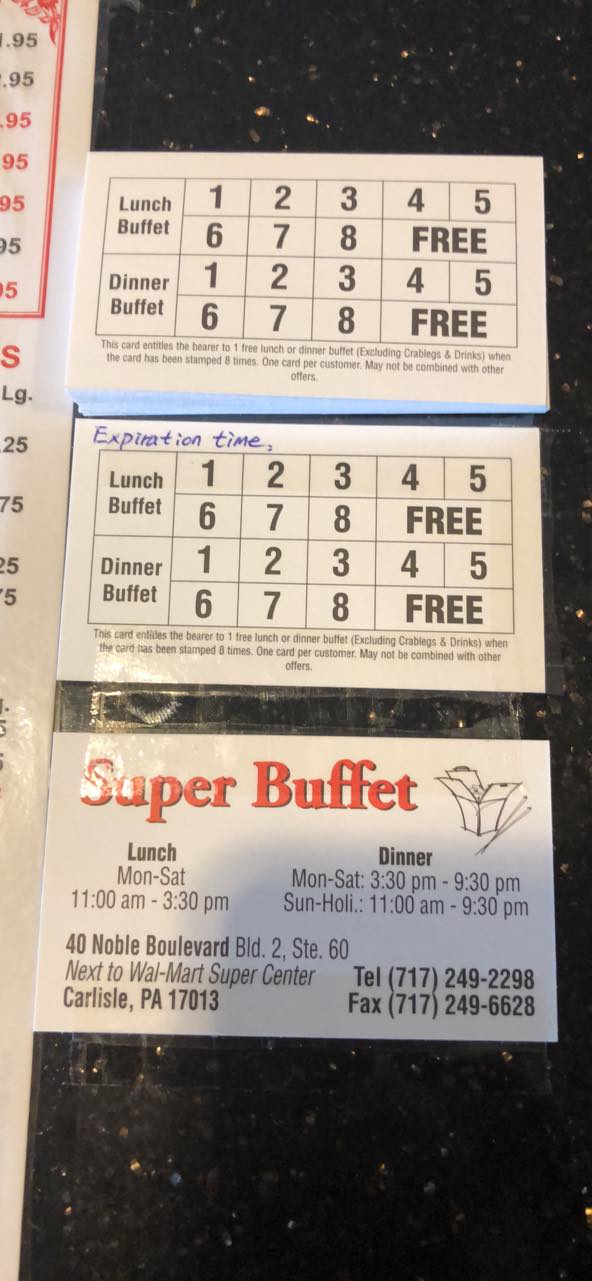 .95
.95
.95
95
95
95
95
S
Lg.
.25
75
25
75
Lunch Buffet 1 2 3 4 5
6 7 8 FREE
Dinner Buffet 1 2 3 4 5
6 7 8 FREE
This card entitles the bearer to 1 free lunch or dinner buffet (Excluding Crablegs & Drinks) when
the card has been stamped 8 times. One card per customer. May not be combined with other
offers.
Expiration time,
Lunch Buffet 1 2 3 4 5
6 7 8 FREE
Dinner Buffet 1 2 3 4 5
6 7 8 FREE
This card entitles the bearer to 1 free lunch or dinner buffet (Excluding Crablegs & Drinks) when
the card has been stamped 8 times. One card per customer. May not be combined with other
offers.
Super Buffet
Lunch
Mon-Sat
11:00 am - 3:30 pm
Dinner
Mon-Sat: 3:30 pm - 9:30 pm
Sun-Holi.: 11:00 am - 9:30 pm
40 Noble Boulevard Bld. 2, Ste. 60
Next to Wal-Mart Super Center
Carlisle, PA 17013
Tel (717) 249-2298
Fax (717) 249-6628